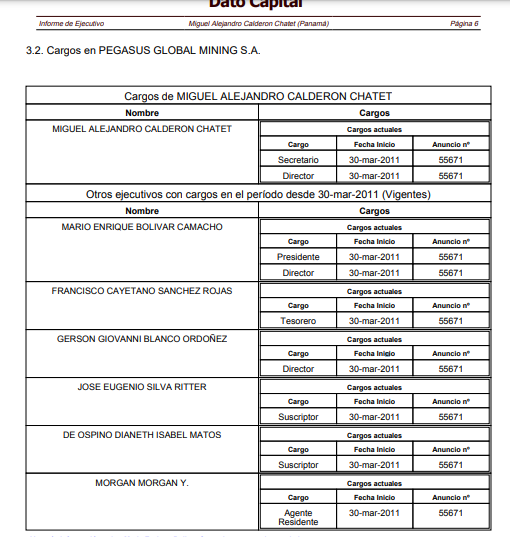 Dato Capital
Informe de Ejecutivo Miguel Alejandro Calderon Chatet (Panamá) Página 6
3.2. Cargos en PEGASUS GLOBAL MINING S.A.
Cargos de MIGUEL ALEJANDRO CALDERON CHATET
Nombre Cargos
MIGUEL ALEJANDRO CALDERON CHATET Cargos actuales
Cargo Fecha Inicio Anuncio nº
Secretario 30-mar-2011 55671
Director 30-mar-2011 55671
Otros ejecutivos con cargos en el período desde 30-mar-2011 (Vigentes)
Nombre Cargos
MARIO ENRIQUE BOLIVAR CAMACHO Cargos actuales
Cargo Fecha Inicio Anuncio nº
Presidente 30-mar-2011 55671
Director 30-mar-2011 55671
FRANCISCO CAYETANO SANCHEZ ROJAS Cargos actuales
Cargo Fecha Inicio Anuncio nº
Tesorero 30-mar-2011 55671
GERSON GIOVANNI BLANCO ORDOÑEZ Cargos actuales
Cargo Fecha Inicio Anuncio nº
Director 30-mar-2011 55671
JOSE EUGENIO SILVA RITTER Cargos actuales
Cargo Fecha Inicio Anuncio nº
Suscriptor 30-mar-2011 55671
DE OSPINO DIANETH ISABEL MATOS Cargos actuales
Cargo Fecha Inicio Anuncio nº
Suscriptor 30-mar-2011 55671
MORGAN MORGAN Y. Cargos actuales
Cargo Fecha Inicio Anuncio nº
Agente Residente 30-mar-2011 55671